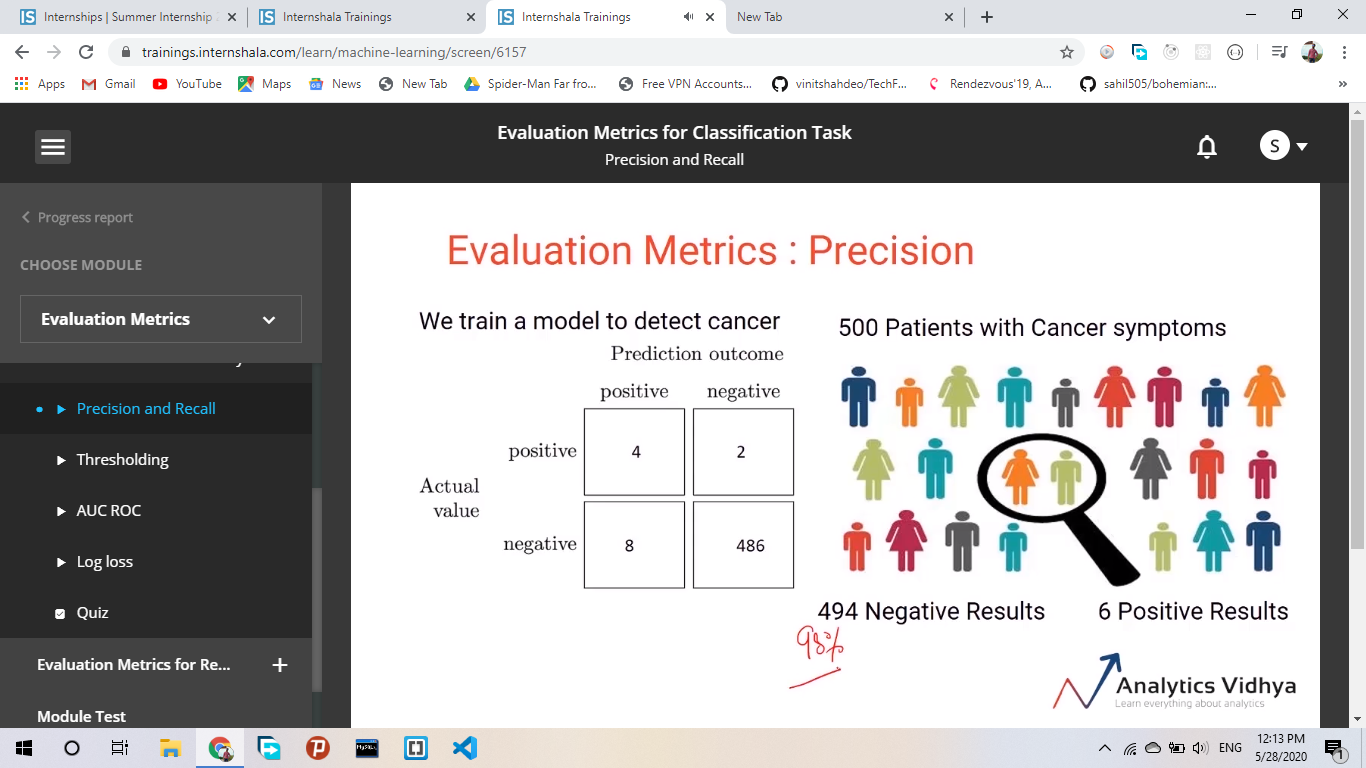 Internships | Summer Internship
Internshala Trainings
Internshala Trainings
New Tab
trainings.internshala.com/learn/machine-learning/screen/6157
Apps
Gmail
YouTube
Maps
News
New Tab
Spider-Man Far fro...
Free VPN Accounts...
vinitshahdeo/TechF...
Rendezvous'19, A...
sahil505/bohemian:...
»
Evaluation Metrics for Classification Task
Precision and Recall
S
Progress report
CHOOSE MODULE
Evaluation Metrics
Precision and Recall
Thresholding
AUC ROC
Log loss
Quiz
Evaluation Metrics for Re...
Module Test
Evaluation Metrics : Precision
We train a model to detect cancer
Prediction outcome
positive negative
positive 4 2
Actual
value
negative 8 486
500 Patients with Cancer symptoms
494 Negative Results 6 Positive Results
98%
Analytics Vidhya
Learn everything about analytics
ENG
12:13 PM
5/28/2020
1